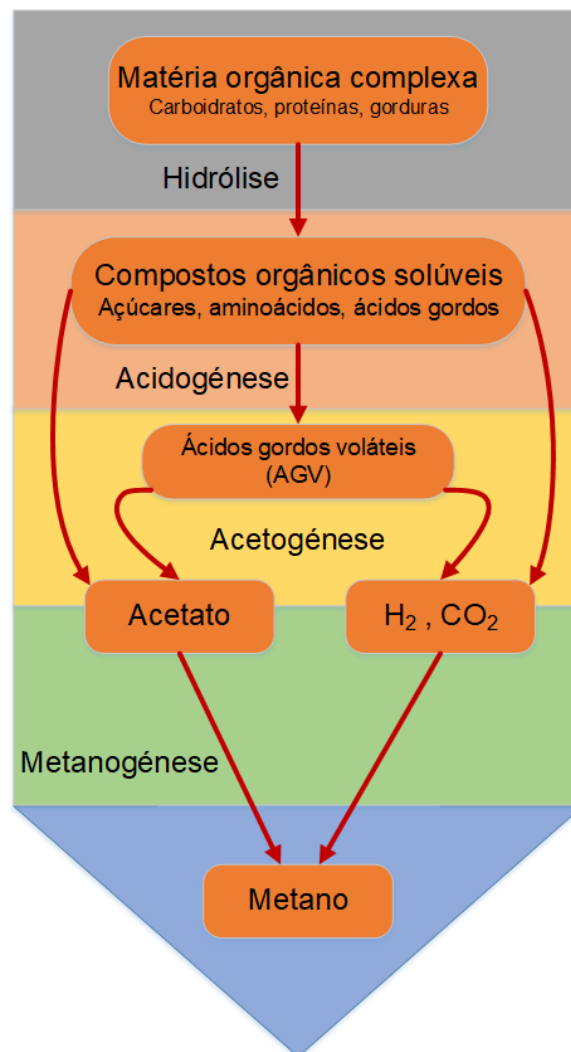 Matéria orgânica complexa
Carboidratos, proteínas, gorduras
Hidrólise
Compostos orgânicos solúveis
Açúcares, aminoácidos, ácidos gordos
Acidogénese
Ácidos gordos voláteis
(AGV)
Acetogénese
Acetato
H₂ , CO₂
Metanogénese
Metano